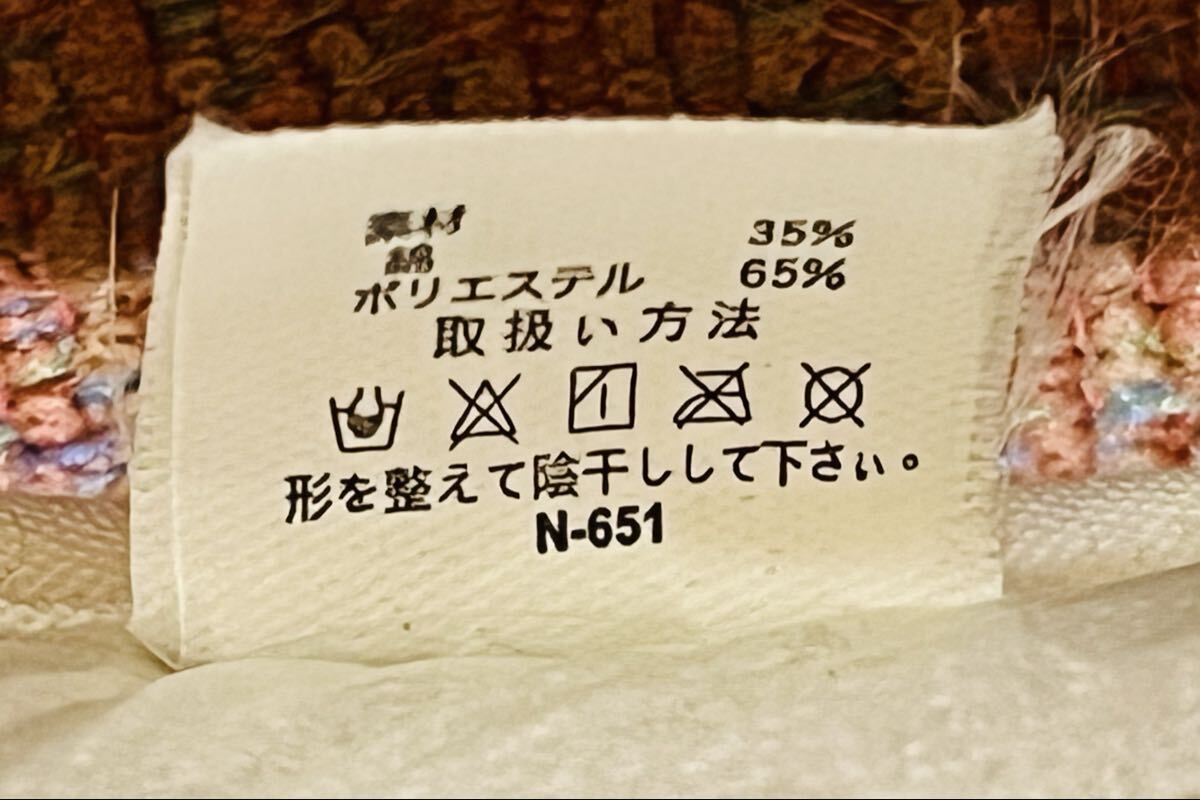 素材
綿 35%
ポリエステル 65%
取扱い方法
形を整えて陰干しして下さい。
N-651